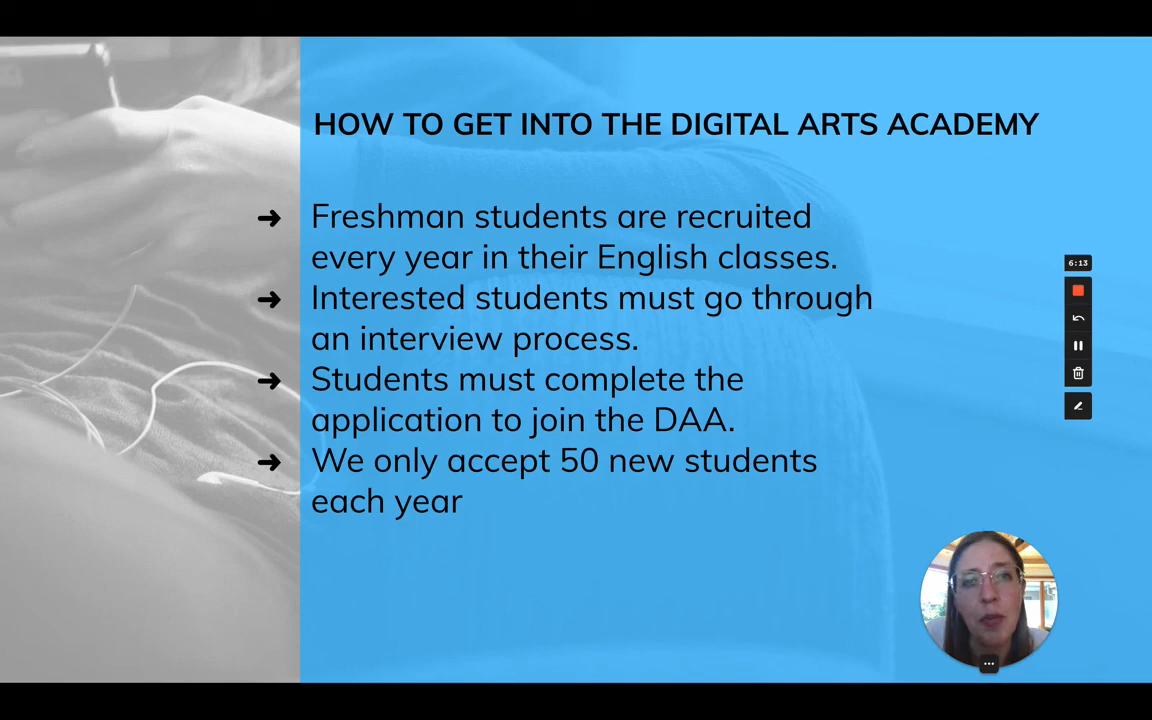 HOW TO GET INTO THE DIGITAL ARTS ACADEMY
➜ Freshman students are recruited
every year in their English classes.
➜ Interested students must go through
an interview process.
➜ Students must complete the
application to join the DAA.
➜ We only accept 50 new students
each year
6:13